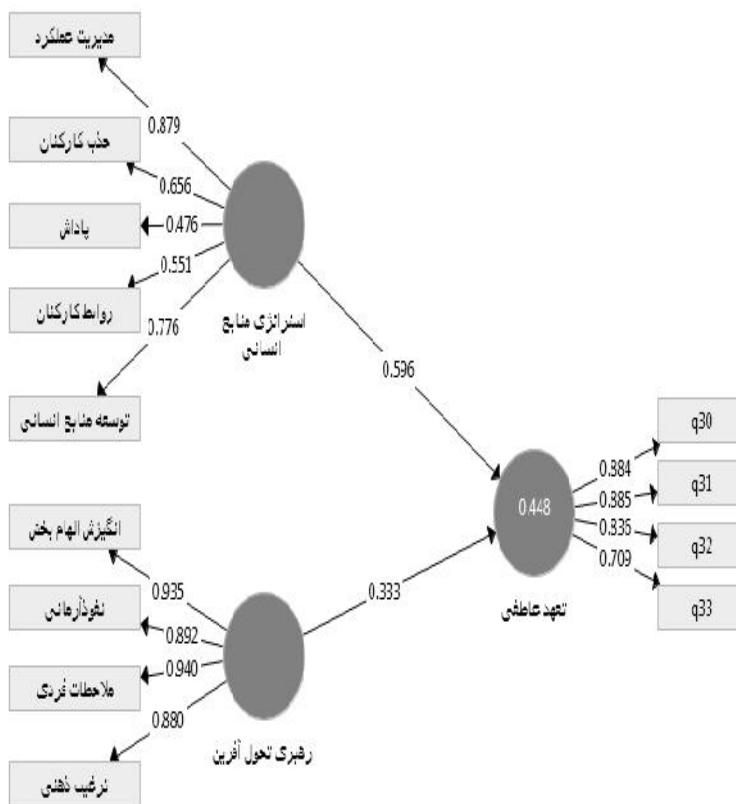 مدیریت عملکرد
جذب کارکنان
پاداش
روابط کارکنان
توسعه منابع انسانی
0.879
0.656
0.476
0.551
0.776
استراتژی منابع
انسانی
0.596
انگیزش الهام بخش
نفوذآرمانی
ملاحظات فردی
ترغیب ذهنی
0.935
0.892
0.940
0.880
رهبری تحول آفرین
0.333
0.448
تعهد عاطفی
0.884
0.885
0.836
0.709
q30
q31
q32
q33